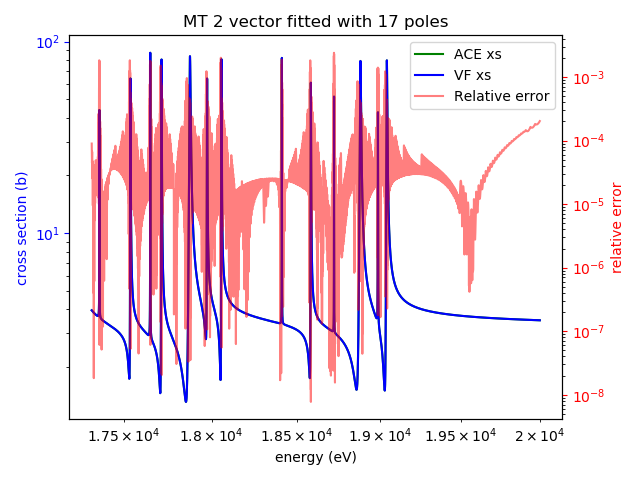 MT 2 vector fitted with 17 poles
ACE xs
VF xs
Relative error
cross section (b)
10²
10¹
relative error
10⁻³
10⁻⁴
10⁻⁵
10⁻⁶
10⁻⁷
10⁻⁸
1.75×10⁴ 1.8×10⁴ 1.85×10⁴ 1.9×10⁴ 1.95×10⁴ 2×10⁴
energy (eV)